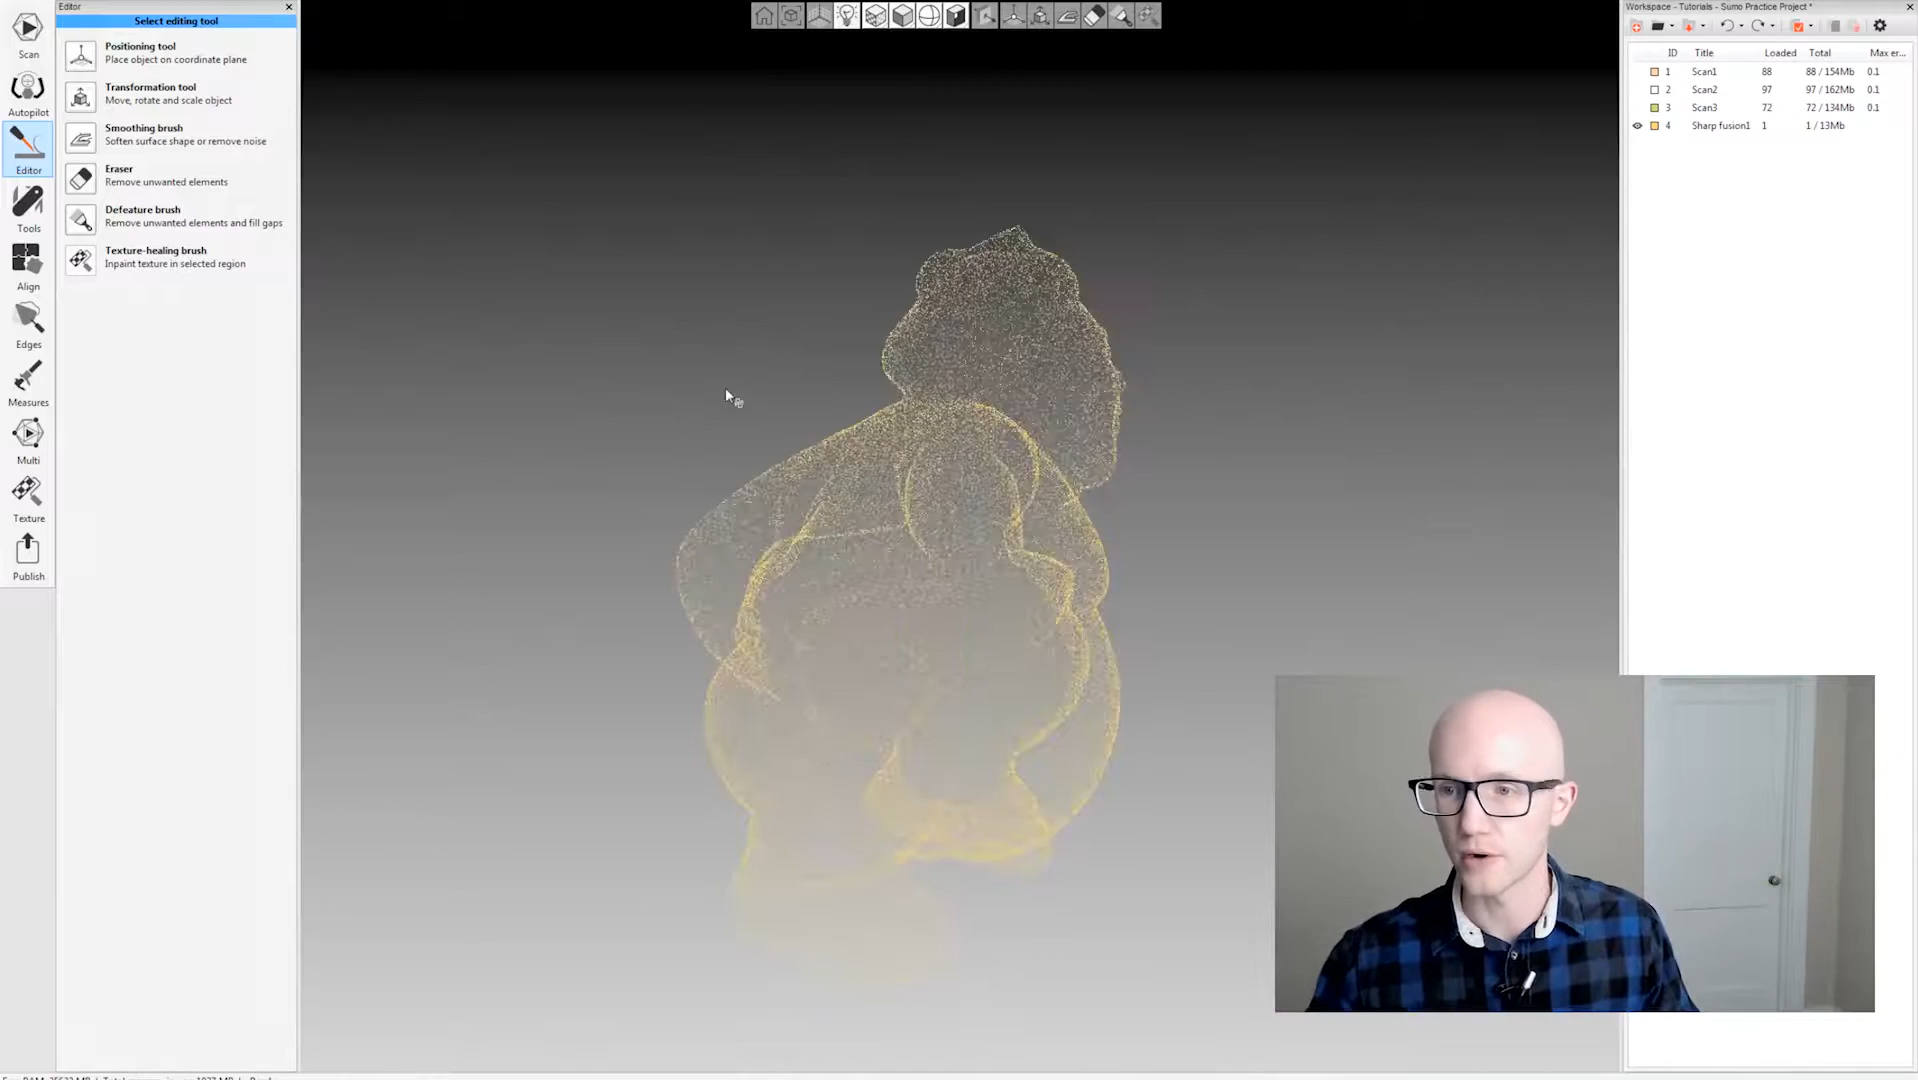 Editor
Select editing tool
Scan
Autopilot
Editor
Tools
Align
Edges
Measures
Multi
Texture
Publish
Positioning tool
Place object on coordinate plane
Transformation tool
Move, rotate and scale object
Smoothing brush
Soften surface shape or remove noise
Eraser
Remove unwanted elements
Defeature brush
Remove unwanted elements and fill gaps
Texture-healing brush
Inpaint texture in selected region
Workspace - Tutorials - Sumo Practice Project *
ID Title Loaded Total Max er...
1 Scan1 88 88 / 154Mb 0.1
2 Scan2 97 97 / 162Mb 0.1
3 Scan3 72 72 / 134Mb 0.1
4 Sharp fusion1 1 1 / 13Mb